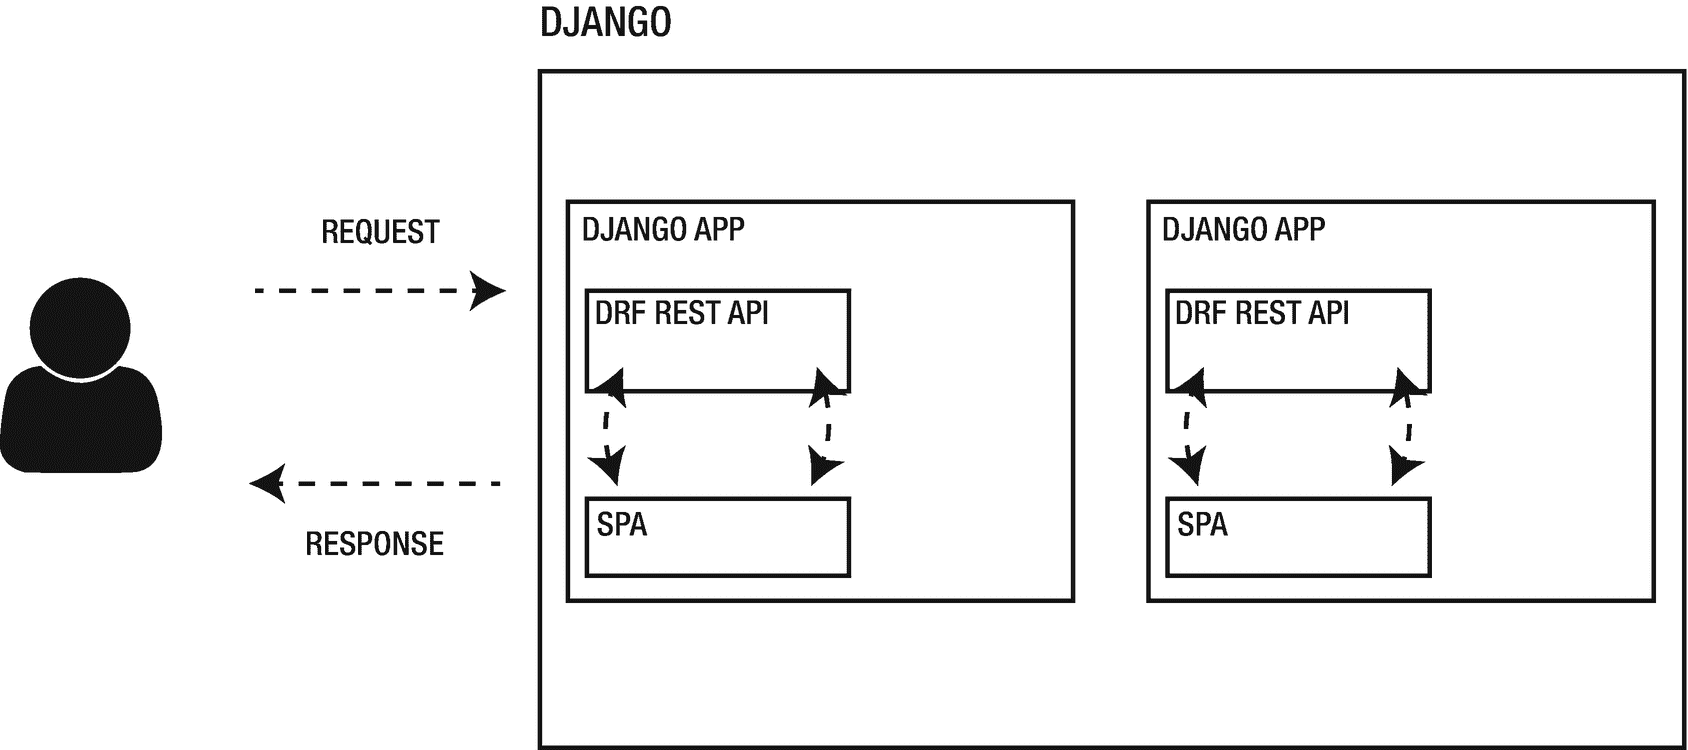 DJANGO
REQUEST
RESPONSE
DJANGO APP
DRF REST API
SPA
DJANGO APP
DRF REST API
SPA